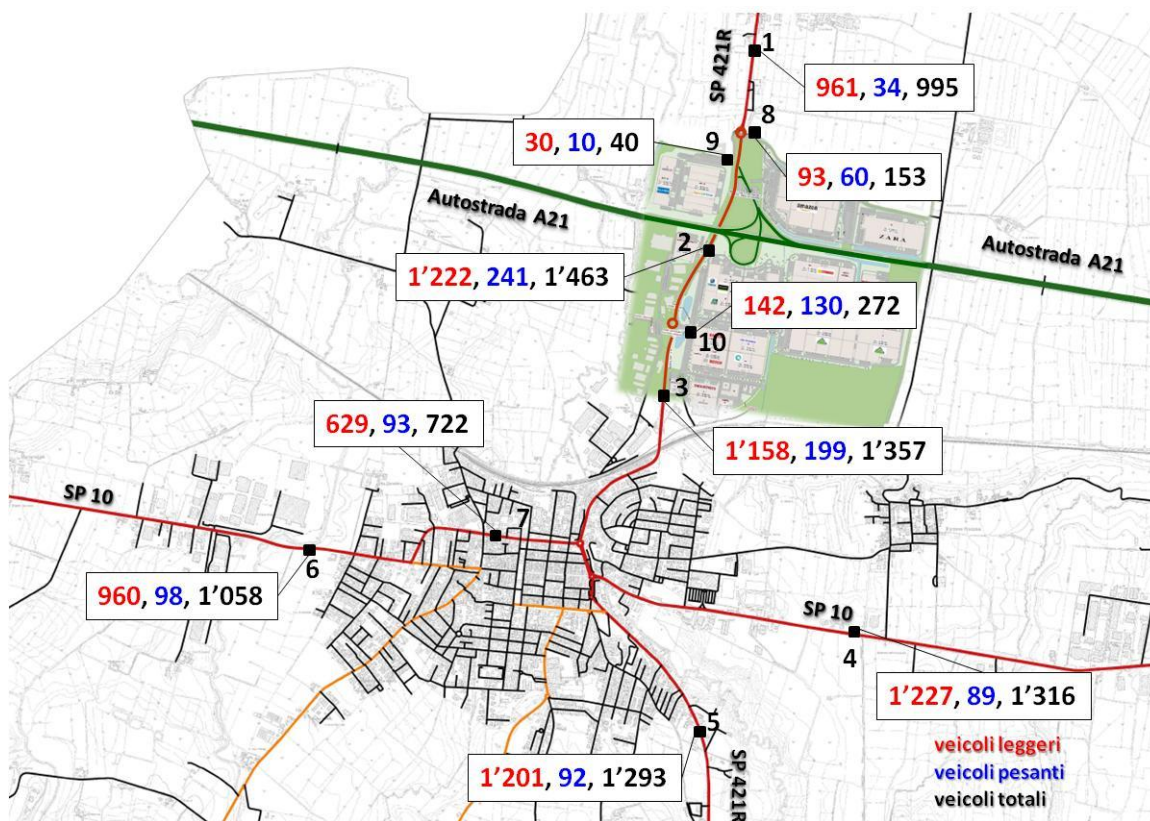 1
SP 421R
961, 34, 995
8
30, 10, 40
9
93, 60, 153
ZARA
Autostrada A21
Autostrada A21
2
1’222, 241, 1’463
142, 130, 272
10
3
629, 93, 722
1’158, 199, 1’357
SP 10
7
6
960, 98, 1’058
SP 10
4
1’227, 89, 1’316
5
1’201, 92, 1’293
SP 421R
veicoli leggeri
veicoli pesanti
veicoli totali